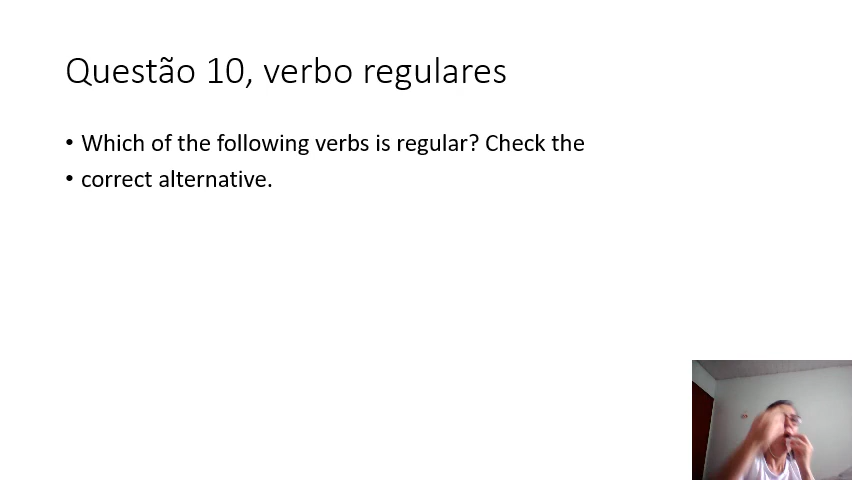 Questão 10, verbo regulares
• Which of the following verbs is regular? Check the
• correct alternative.